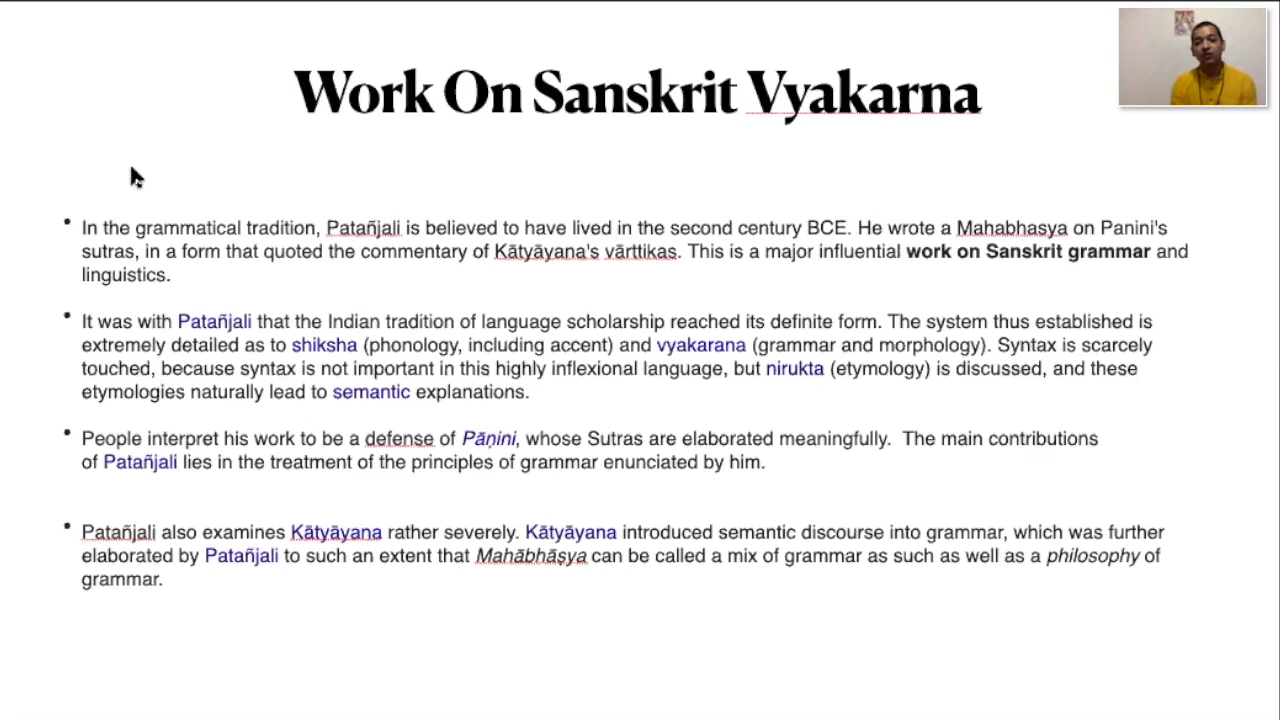 Work On Sanskrit Vyakarna
• In the grammatical tradition, Patañjali is believed to have lived in the second century BCE. He wrote a Mahabhasya on Panini's
sutras, in a form that quoted the commentary of Kātyāyana's vārttikas. This is a major influential work on Sanskrit grammar and
linguistics.
• It was with Patañjali that the Indian tradition of language scholarship reached its definite form. The system thus established is
extremely detailed as to shiksha (phonology, including accent) and vyakarana (grammar and morphology). Syntax is scarcely
touched, because syntax is not important in this highly inflexional language, but nirukta (etymology) is discussed, and these
etymologies naturally lead to semantic explanations.
• People interpret his work to be a defense of Pāṇini, whose Sutras are elaborated meaningfully. The main contributions
of Patañjali lies in the treatment of the principles of grammar enunciated by him.
• Patañjali also examines Kātyāyana rather severely. Kātyāyana introduced semantic discourse into grammar, which was further
elaborated by Patañjali to such an extent that Mahābhāṣya can be called a mix of grammar as such as well as a philosophy of
grammar.